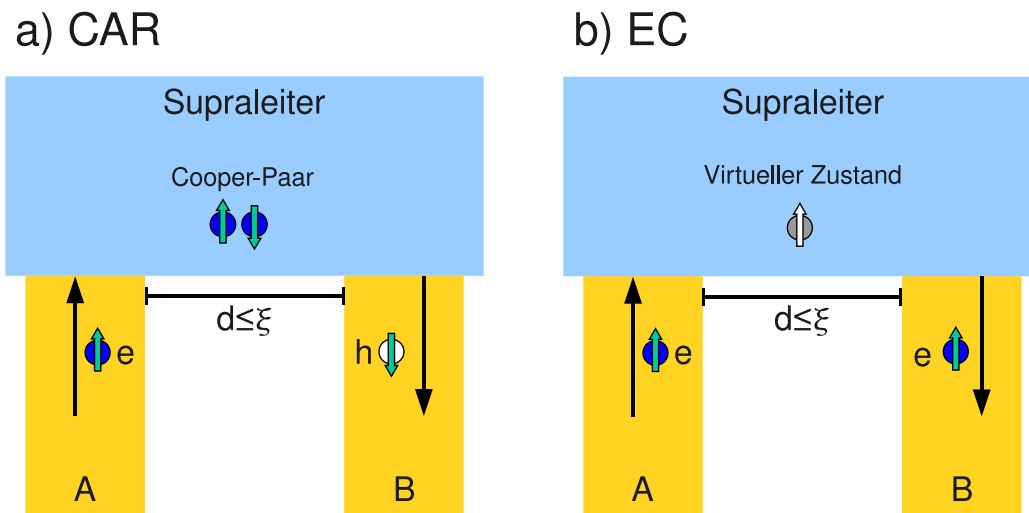 a) CAR
Supraleiter
Cooper-Paar
d≤ξ
e
h
A
B
b) EC
Supraleiter
Virtueller Zustand
d≤ξ
e
e
A
B